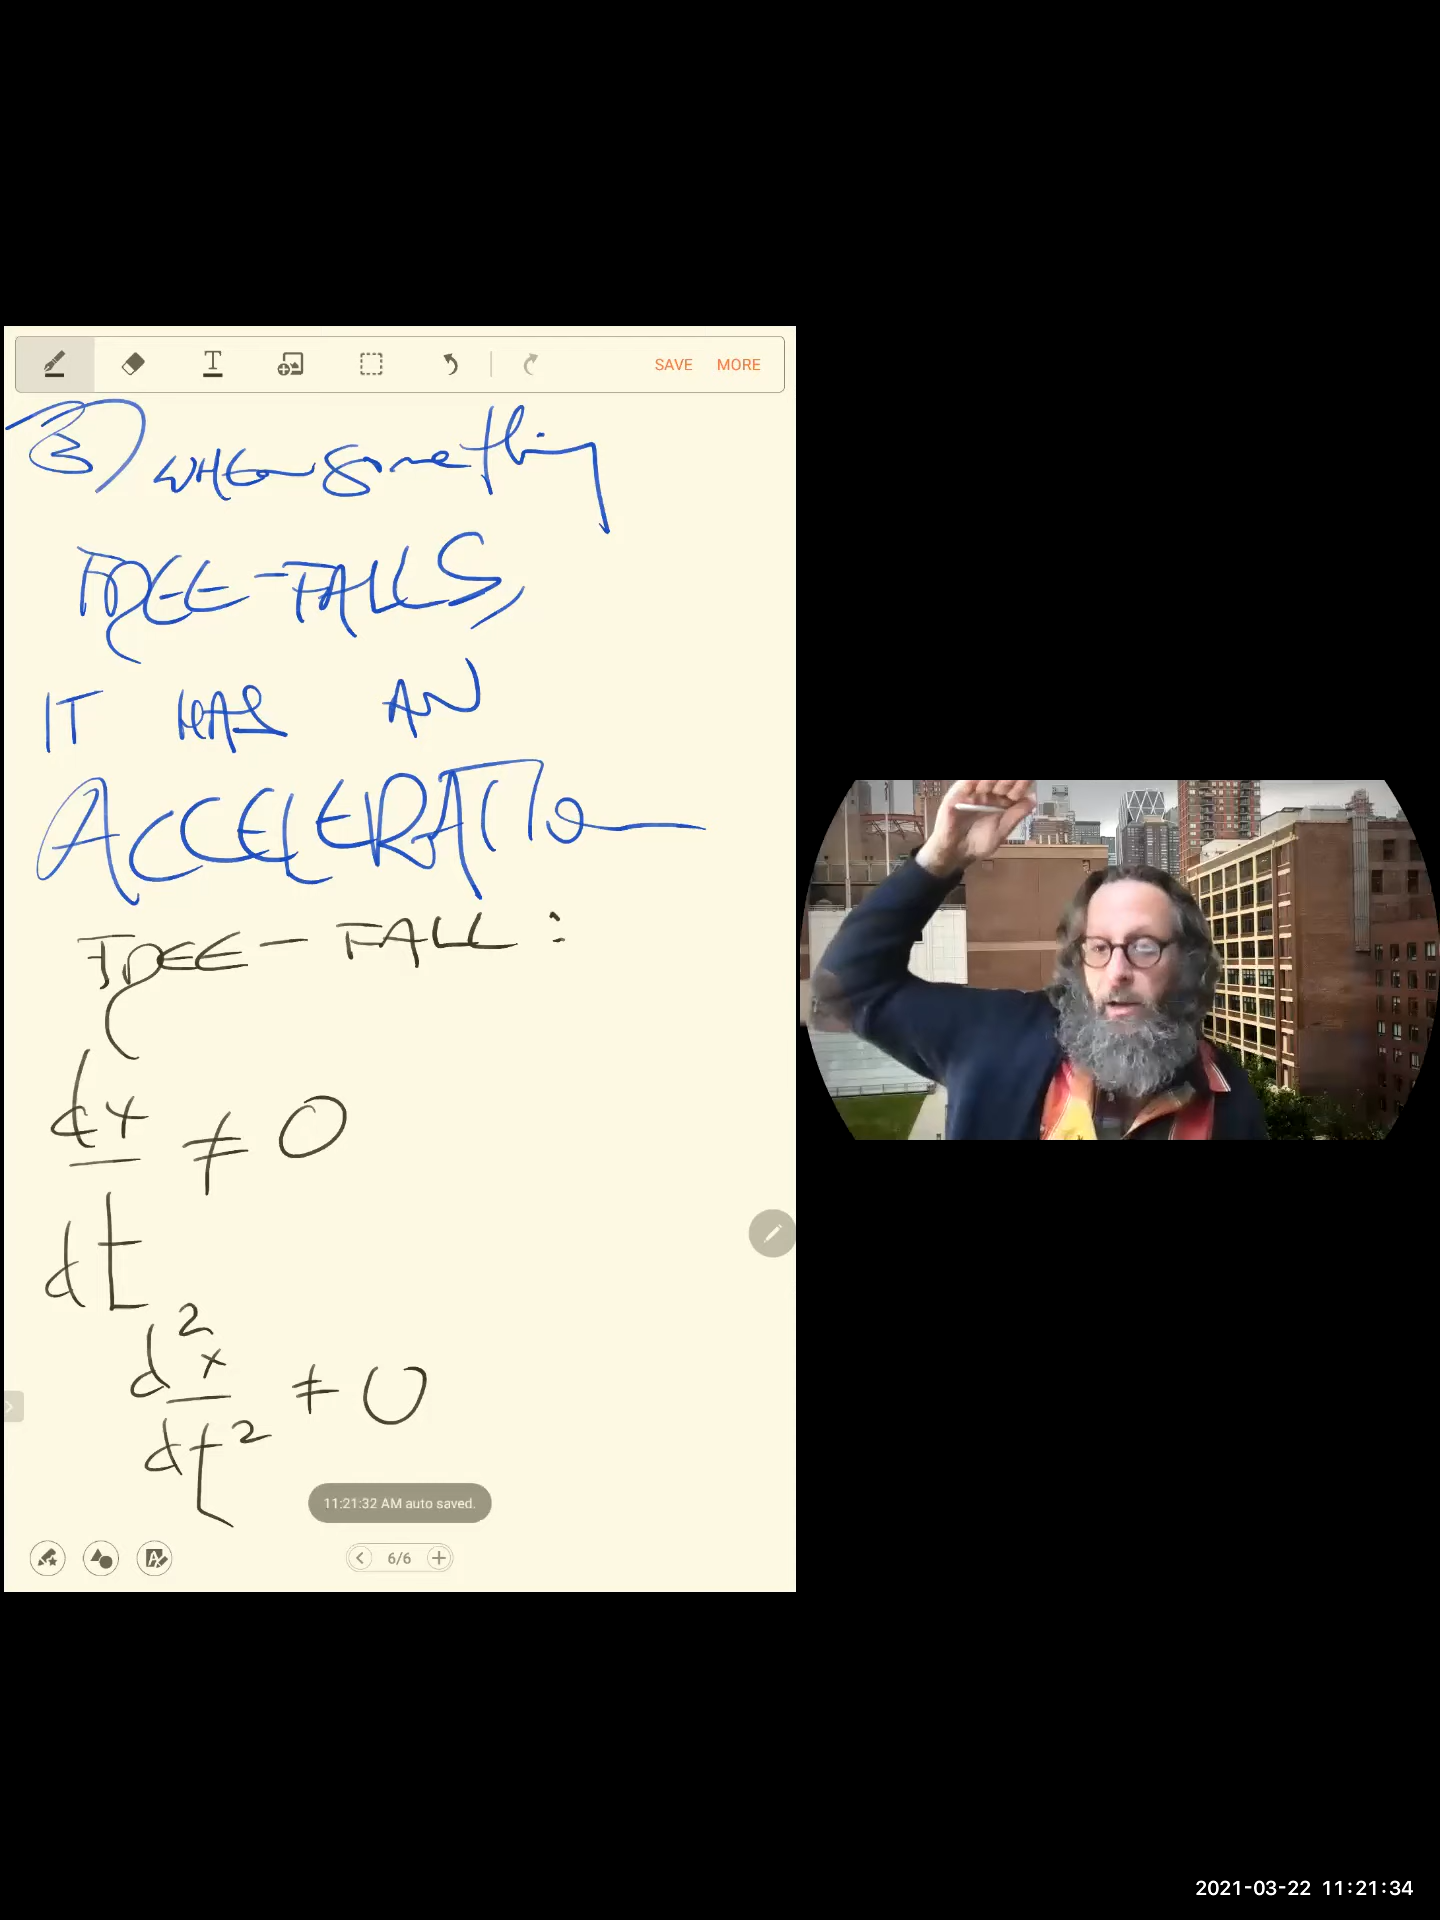 SAVE MORE
3) WHEN something
FREE-FALLS,
IT HAS AN
ACCELERATION
FREE-FALL:
dx/dt ≠ 0
d²x/dt² ≠ 0
11:21:32 AM auto saved.
6/6
2021-03-22 11:21:34